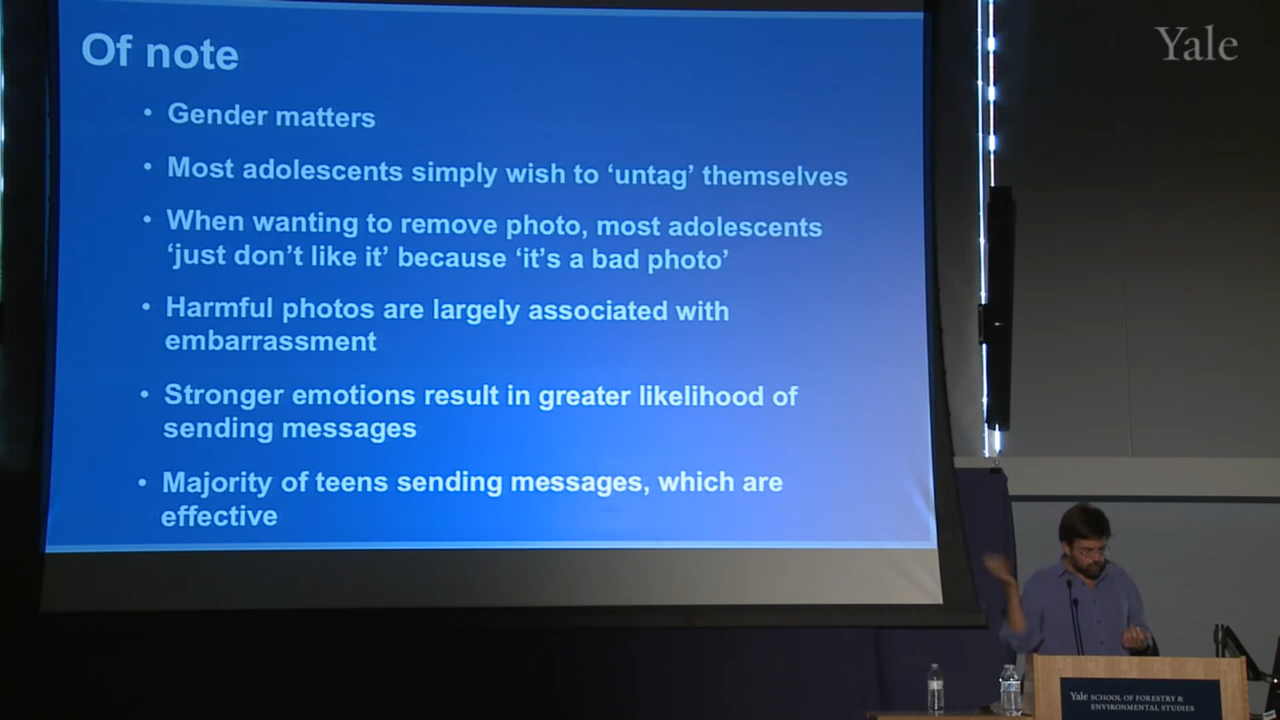 Of note
• Gender matters
• Most adolescents simply wish to ‘untag’ themselves
• When wanting to remove photo, most adolescents
‘just don’t like it’ because ‘it’s a bad photo’
• Harmful photos are largely associated with
embarrassment
• Stronger emotions result in greater likelihood of
sending messages
• Majority of teens sending messages, which are
effective
Yale
Yale SCHOOL OF FORESTRY &
ENVIRONMENTAL STUDIES